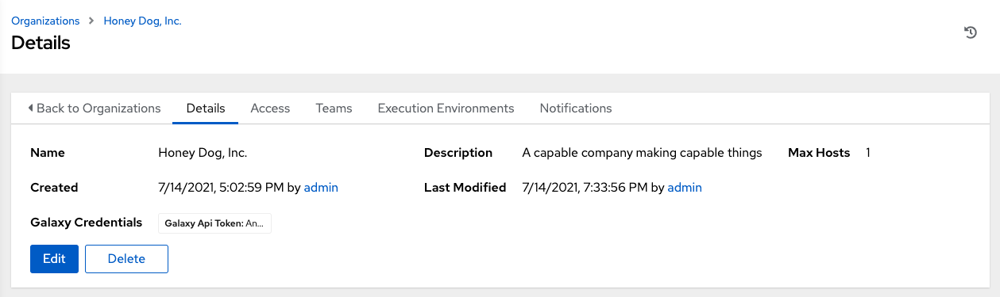 Organizations > Honey Dog, Inc.
Details
Back to Organizations Details Access Teams Execution Environments Notifications
Name Honey Dog, Inc. Description A capable company making capable things Max Hosts 1
Created 7/14/2021, 5:02:59 PM by admin Last Modified 7/14/2021, 7:33:56 PM by admin
Galaxy Credentials Galaxy Api Token: An...
Edit Delete